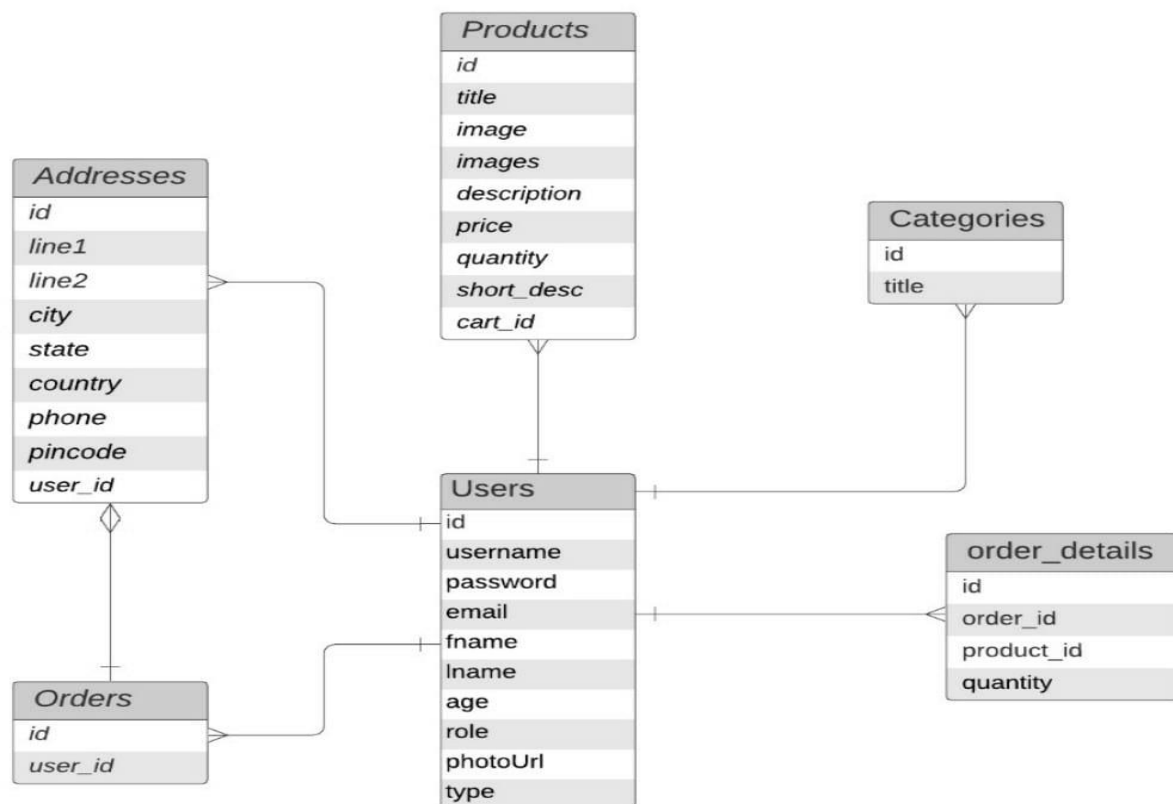 Products
id
title
image
images
description
price
quantity
short_desc
cart_id
Addresses
id
line1
line2
city
state
country
phone
pincode
user_id
Categories
id
title
Users
id
username
password
email
fname
lname
age
role
photoUrl
type
order_details
id
order_id
product_id
quantity
Orders
id
user_id